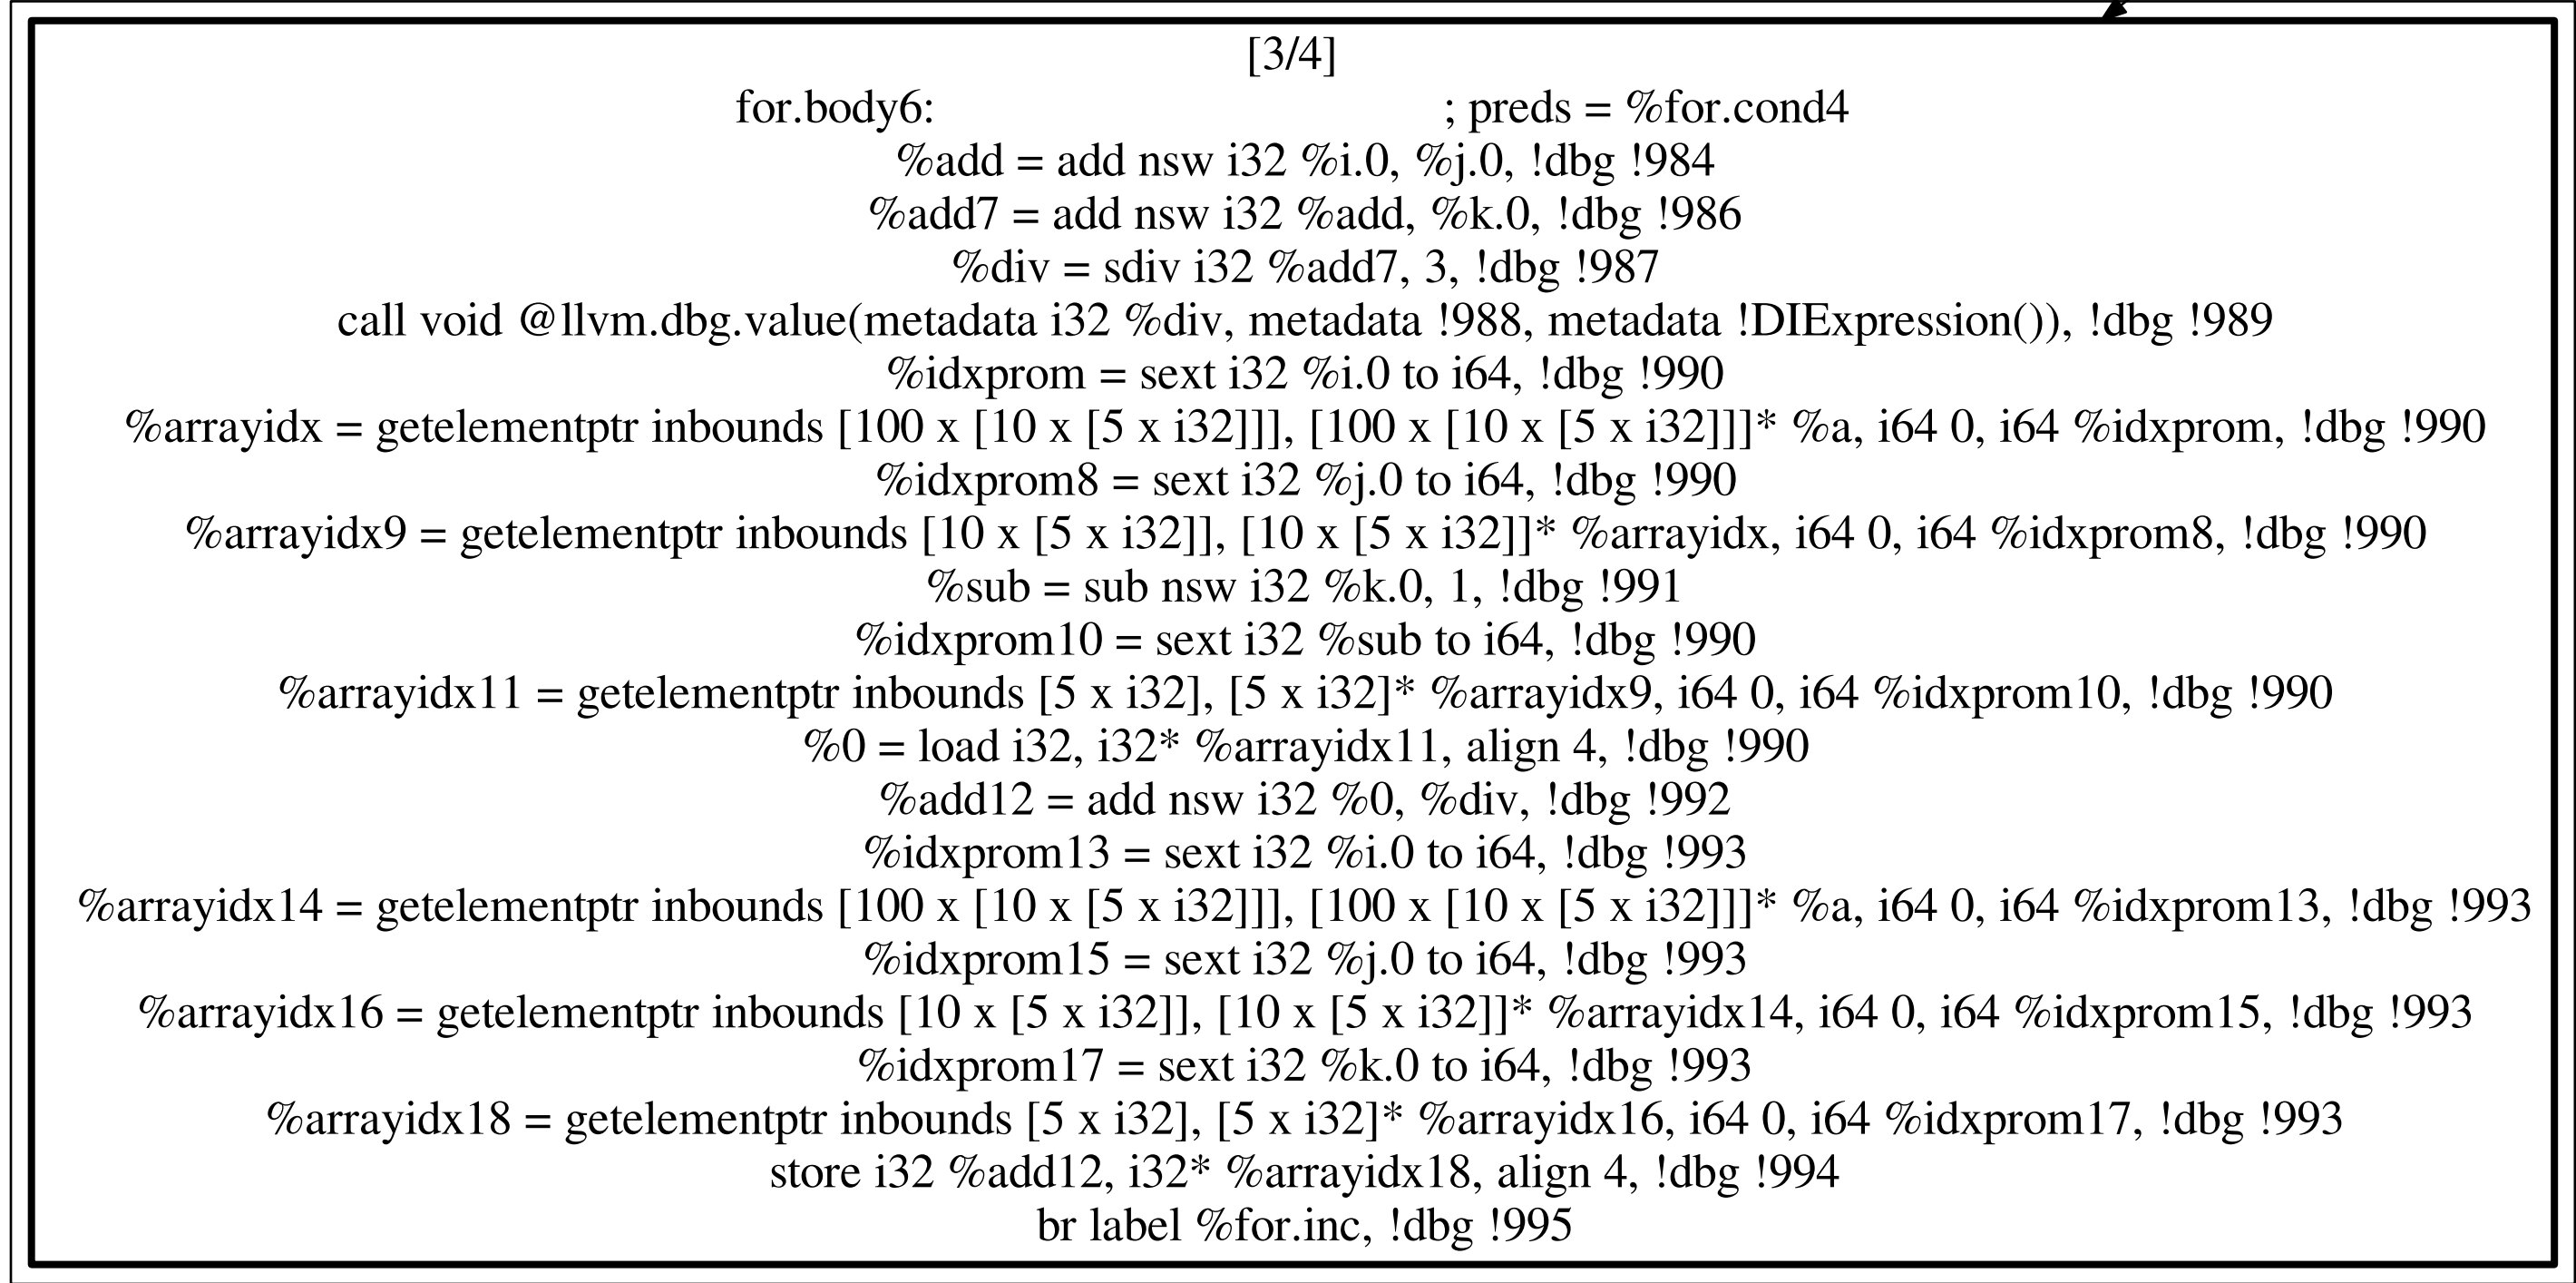 [3/4]
for.body6: ; preds = %for.cond4
%add = add nsw i32 %i.0, %j.0, !dbg !984
%add7 = add nsw i32 %add, %k.0, !dbg !986
%div = sdiv i32 %add7, 3, !dbg !987
call void @llvm.dbg.value(metadata i32 %div, metadata !988, metadata !DIExpression()), !dbg !989
%idxprom = sext i32 %i.0 to i64, !dbg !990
%arrayidx = getelementptr inbounds [100 x [10 x [5 x i32]]], [100 x [10 x [5 x i32]]]* %a, i64 0, i64 %idxprom, !dbg !990
%idxprom8 = sext i32 %j.0 to i64, !dbg !990
%arrayidx9 = getelementptr inbounds [10 x [5 x i32]], [10 x [5 x i32]]* %arrayidx, i64 0, i64 %idxprom8, !dbg !990
%sub = sub nsw i32 %k.0, 1, !dbg !991
%idxprom10 = sext i32 %sub to i64, !dbg !990
%arrayidx11 = getelementptr inbounds [5 x i32], [5 x i32]* %arrayidx9, i64 0, i64 %idxprom10, !dbg !990
%0 = load i32, i32* %arrayidx11, align 4, !dbg !990
%add12 = add nsw i32 %0, %div, !dbg !992
%idxprom13 = sext i32 %i.0 to i64, !dbg !993
%arrayidx14 = getelementptr inbounds [100 x [10 x [5 x i32]]], [100 x [10 x [5 x i32]]]* %a, i64 0, i64 %idxprom13, !dbg !993
%idxprom15 = sext i32 %j.0 to i64, !dbg !993
%arrayidx16 = getelementptr inbounds [10 x [5 x i32]], [10 x [5 x i32]]* %arrayidx14, i64 0, i64 %idxprom15, !dbg !993
%idxprom17 = sext i32 %k.0 to i64, !dbg !993
%arrayidx18 = getelementptr inbounds [5 x i32], [5 x i32]* %arrayidx16, i64 0, i64 %idxprom17, !dbg !993
store i32 %add12, i32* %arrayidx18, align 4, !dbg !994
br label %for.inc, !dbg !995